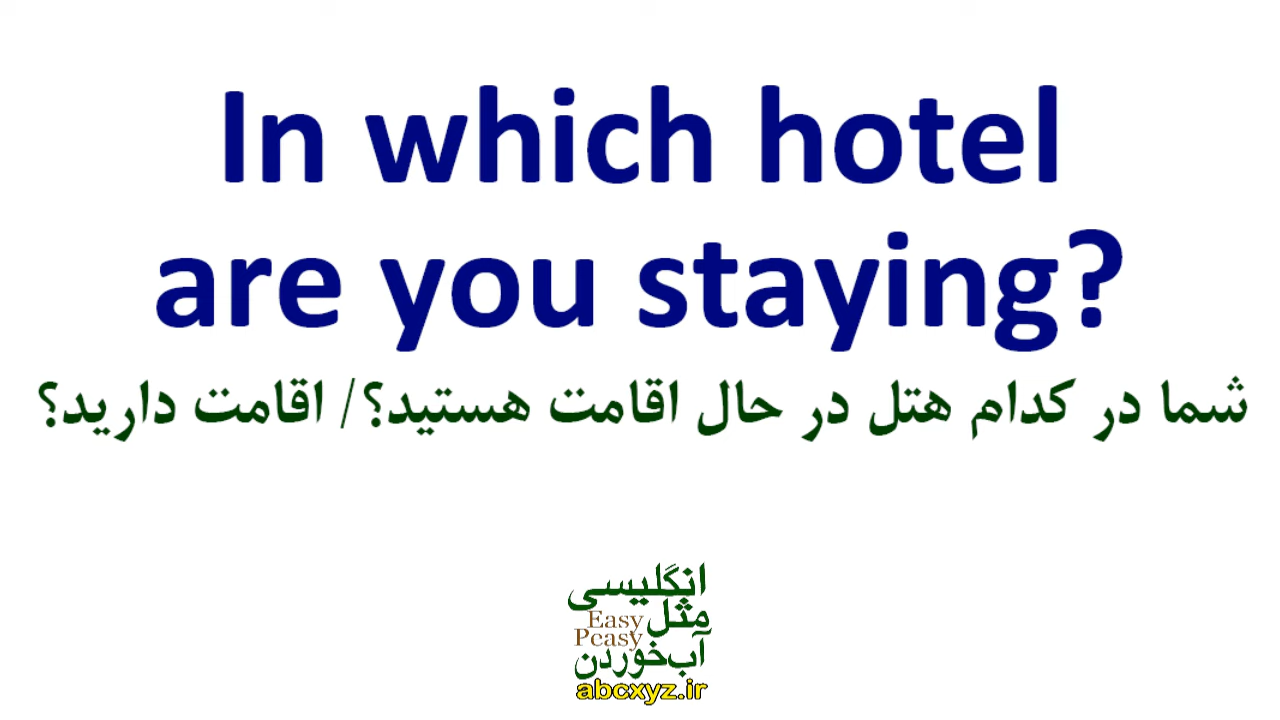 In which hotel
are you staying?
شما در کدام هتل در حال اقامت هستید؟/ اقامت دارید؟
انگلیسی
مثل
Easy
Peasy
آب‌خوردن
abcxyz.ir